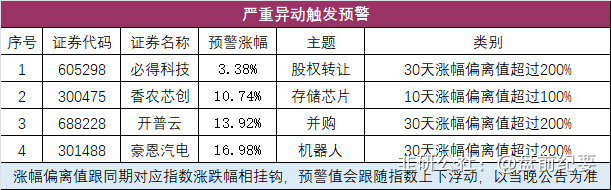 严重异动触发预警
序号 证券代码 证券名称 预警涨幅 主题 类别
1 605298 必得科技 3.38% 股权转让 30天涨幅偏离值超过200%
2 300475 香农芯创 10.74% 存储芯片 10天涨幅偏离值超过100%
3 688228 开普云 13.92% 并购 30天涨幅偏离值超过200%
4 301488 豪恩汽电 16.98% 机器人 30天涨幅偏离值超过200%
涨幅偏离值跟同期对应指数涨跌幅相挂钩，预警值会跟随指数上下浮动，以当晚公告为准
@盘前纪要